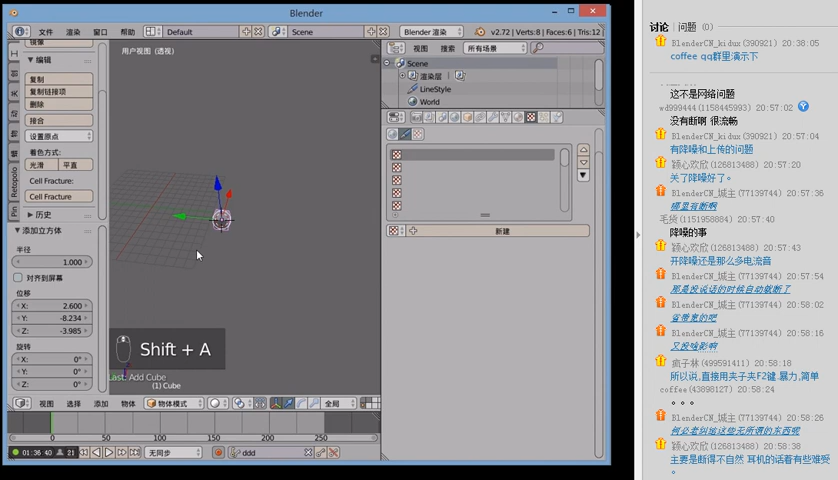 Blender
文件
渲染
窗口
帮助
Default
Scene
Blender 渲染
v2.72 | Verts:8 | Faces:6 | Tris:12
镜像
编辑
复制
复制链接项
删除
接合
设置原点
着色方式:
光滑
平直
Cell Fracture:
Cell Fracture
历史
Retopolo
添加立方体
半径
1.000
对齐到屏幕
位移
X: 2.600
Y: -8.234
Z: -3.985
旋转
X: 0°
Y: 0°
Z: 0°
用户视图 (透视)
Shift + A
Last: Add Cube
(1) Cube
视图
选择
添加
物体
物体模式
全局
视图
搜索
所有场景
Scene
渲染层
LineStyle
World
新建
0
50
100
150
200
250
01:36:40
21
无同步
ddd
讨论 | 问题 (0)
BlenderCN_kidux(390921) 20:38:05
coffee qq群里演示下
这不是网络问题
wd999444(1158445993) 20:57:02
没有断啊 很流畅
BlenderCN_kidux(390921) 20:57:04
有降噪和上传的问题
颍心欢欣(126813488) 20:57:20
关了降噪好了。
BlenderCN_城主(77139744) 20:57:36
哪里有断啊
(1151958884) 20:57:40
降噪的事
颍心欢欣(126813488) 20:57:43
开降噪还是那么多电流音
BlenderCN_城主(77139744) 20:57:54
那是没说话的时候自动截断了
BlenderCN_城主(77139744) 20:58:02
省带宽的吧
BlenderCN_城主(77139744) 20:58:16
又没啥影响
疯子林(499591411) 20:58:18
所以说,直接用夹子夹F2键.暴力,简单
coffee(43898127) 20:58:24
。。。
BlenderCN_城主(77139744) 20:58:26
何必老纠结这些无所谓的东西呢
颍心欢欣(126813488) 20:58:38
主要是断得不自然 耳机的话着有些难受
。